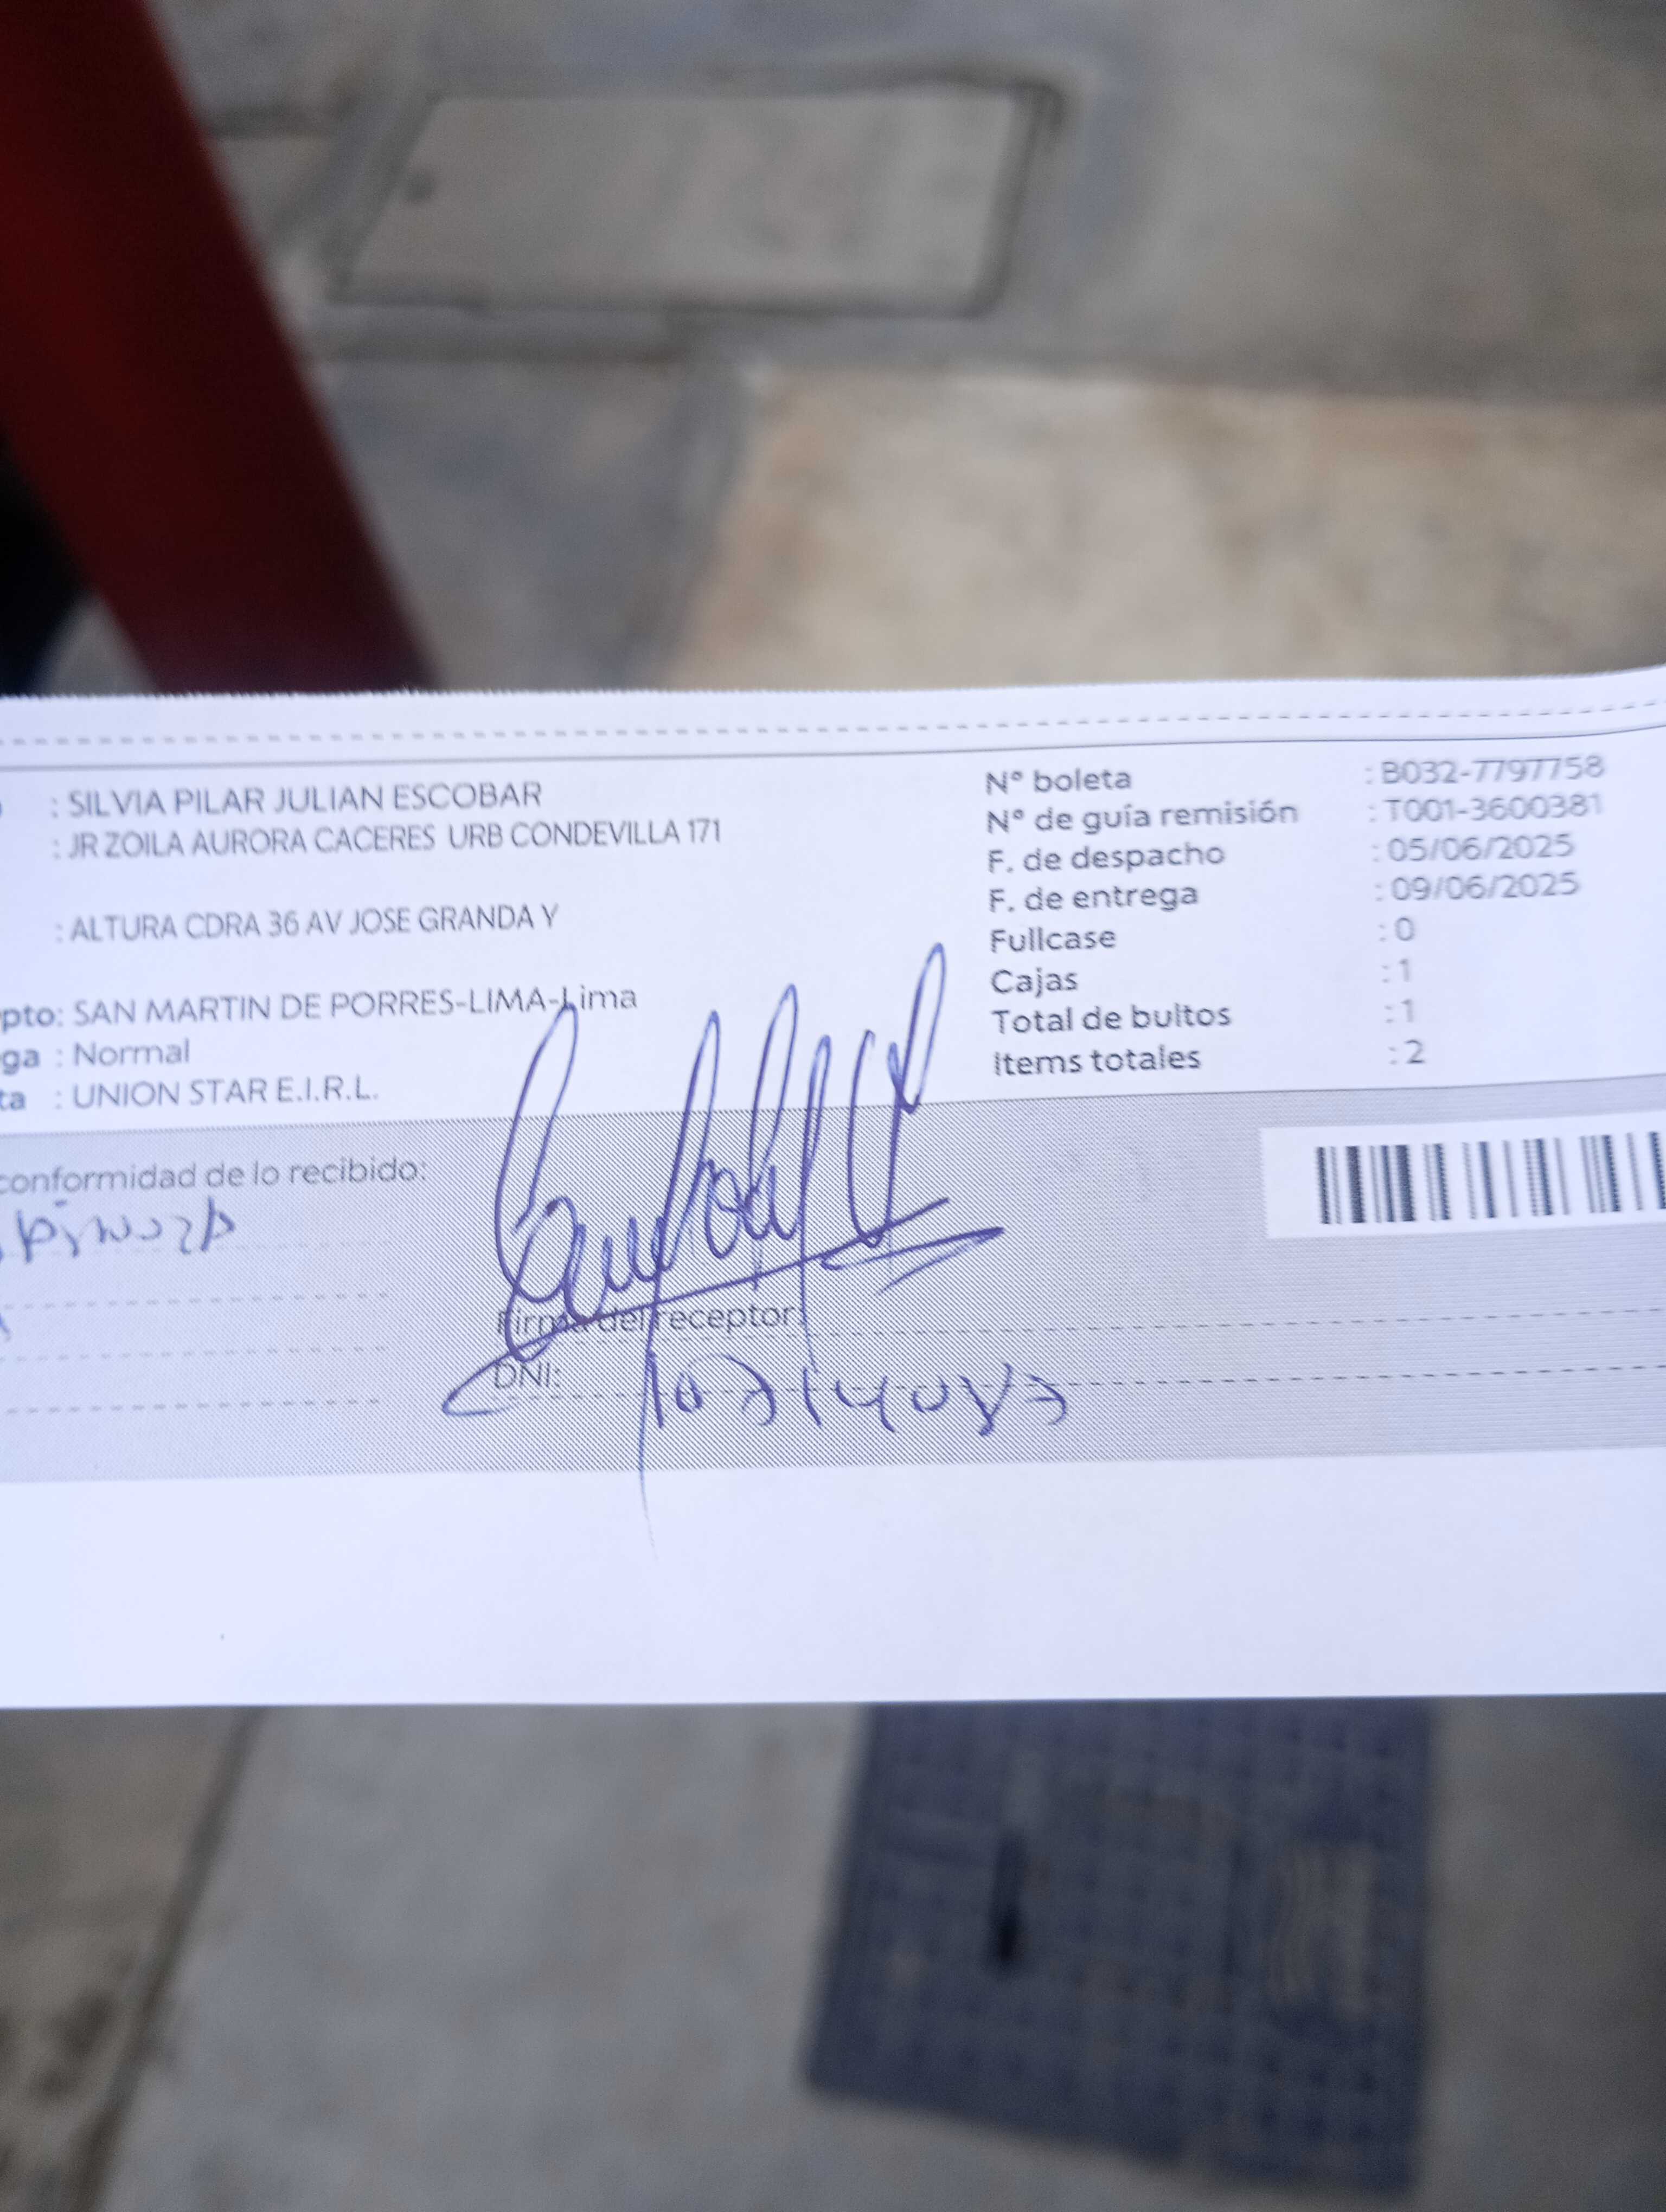 : SILVIA PILAR JULIAN ESCOBAR
: JR ZOILA AURORA CACERES URB CONDEVILLA 171
: ALTURA CDRA 36 AV JOSE GRANDA Y
pto: SAN MARTIN DE PORRES-LIMA-Lima
ga : Normal
ta : UNION STAR E.I.R.L.
Nº boleta : B032-7797758
Nº de guía remisión : T001-3600381
F. de despacho : 05/06/2025
F. de entrega : 09/06/2025
Fullcase : 0
Cajas : 1
Total de bultos : 1
Items totales : 2
conformidad de lo recibido:
Firma del receptor:
DNI: